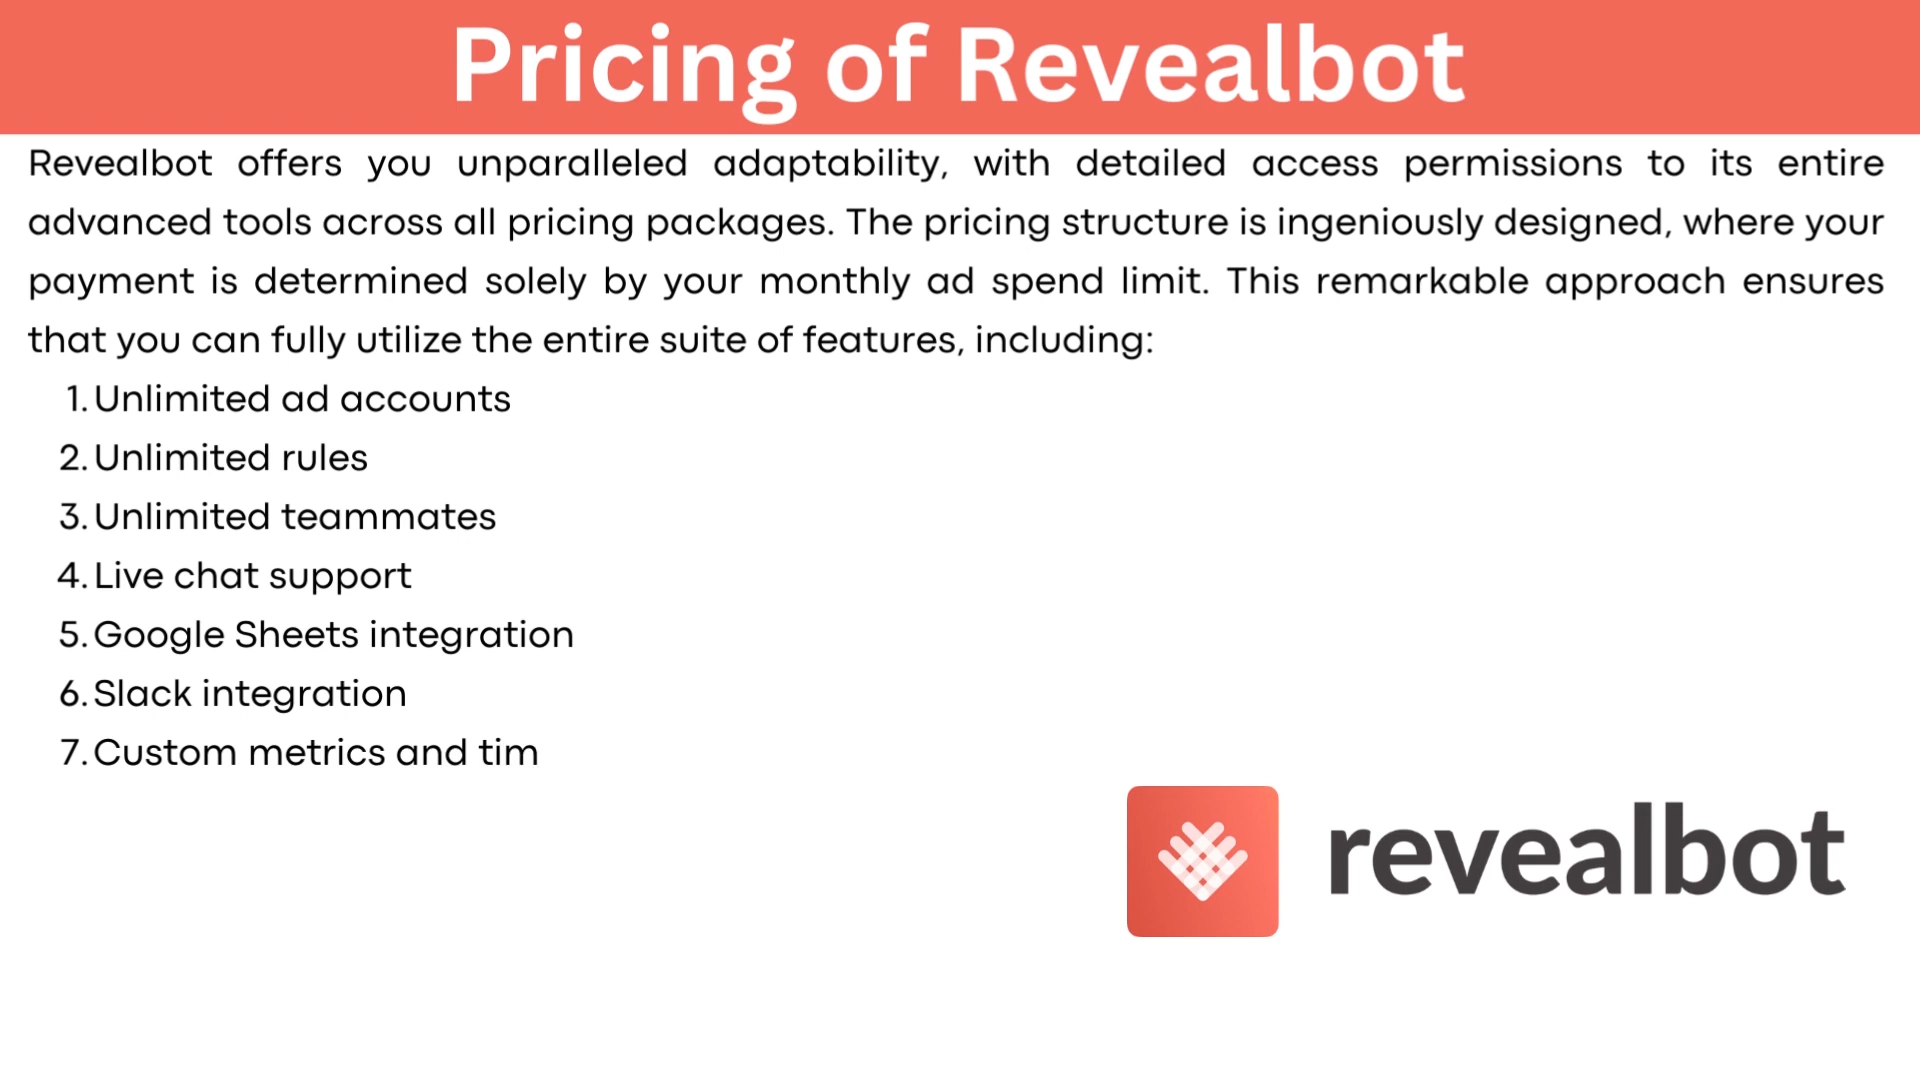 Pricing of Revealbot
Revealbot offers you unparalleled adaptability, with detailed access permissions to its entire
advanced tools across all pricing packages. The pricing structure is ingeniously designed, where your
payment is determined solely by your monthly ad spend limit. This remarkable approach ensures
that you can fully utilize the entire suite of features, including:
1. Unlimited ad accounts
2. Unlimited rules
3. Unlimited teammates
4. Live chat support
5. Google Sheets integration
6. Slack integration
7. Custom metrics and tim
revealbot